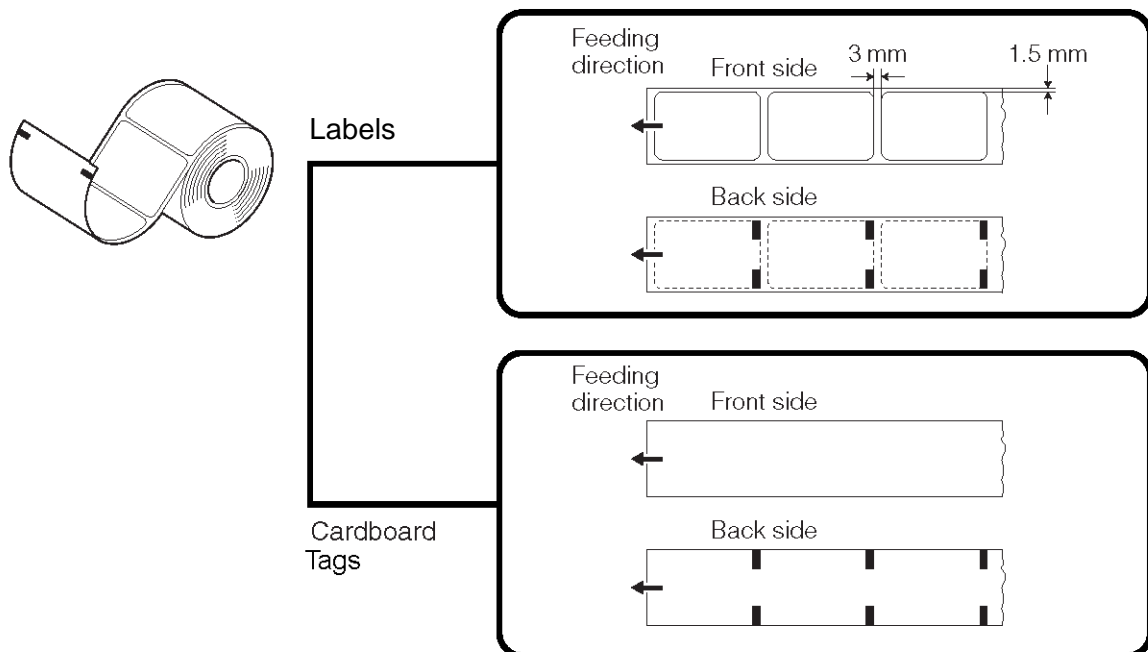 Labels
Feeding
direction
Front side
3 mm
1.5 mm
Back side
Cardboard
Tags
Feeding
direction
Front side
Back side